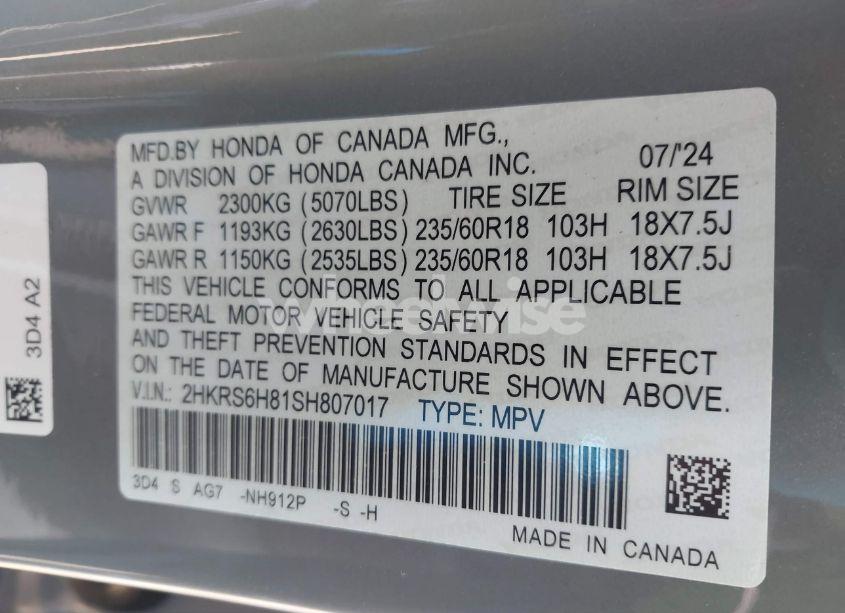 MFD.BY HONDA OF CANADA MFG.,
A DIVISION OF HONDA CANADA INC. 07/'24
GVWR 2300KG (5070LBS) TIRE SIZE RIM SIZE
GAWR F 1193KG (2630LBS) 235/60R18 103H 18X7.5J
GAWR R 1150KG (2535LBS) 235/60R18 103H 18X7.5J
THIS VEHICLE CONFORMS TO ALL APPLICABLE
FEDERAL MOTOR VEHICLE SAFETY
AND THEFT PREVENTION STANDARDS IN EFFECT
ON THE DATE OF MANUFACTURE SHOWN ABOVE.
V.I.N.: 2HKRS6H81SH807017 TYPE: MPV
3D4 S AG7 -NH912P -S -H
MADE IN CANADA
3D4 A2
wheelwise